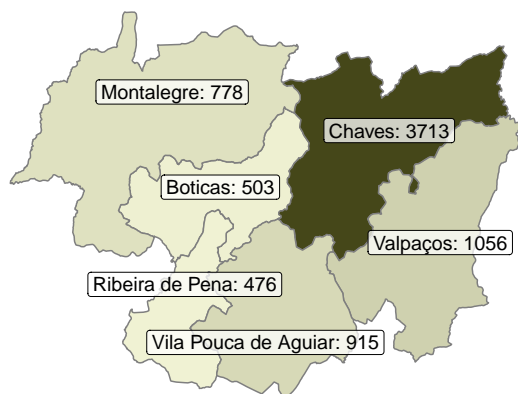 Montalegre: 778
Chaves: 3713
Boticas: 503
Valpaços: 1056
Ribeira de Pena: 476
Vila Pouca de Aguiar: 915